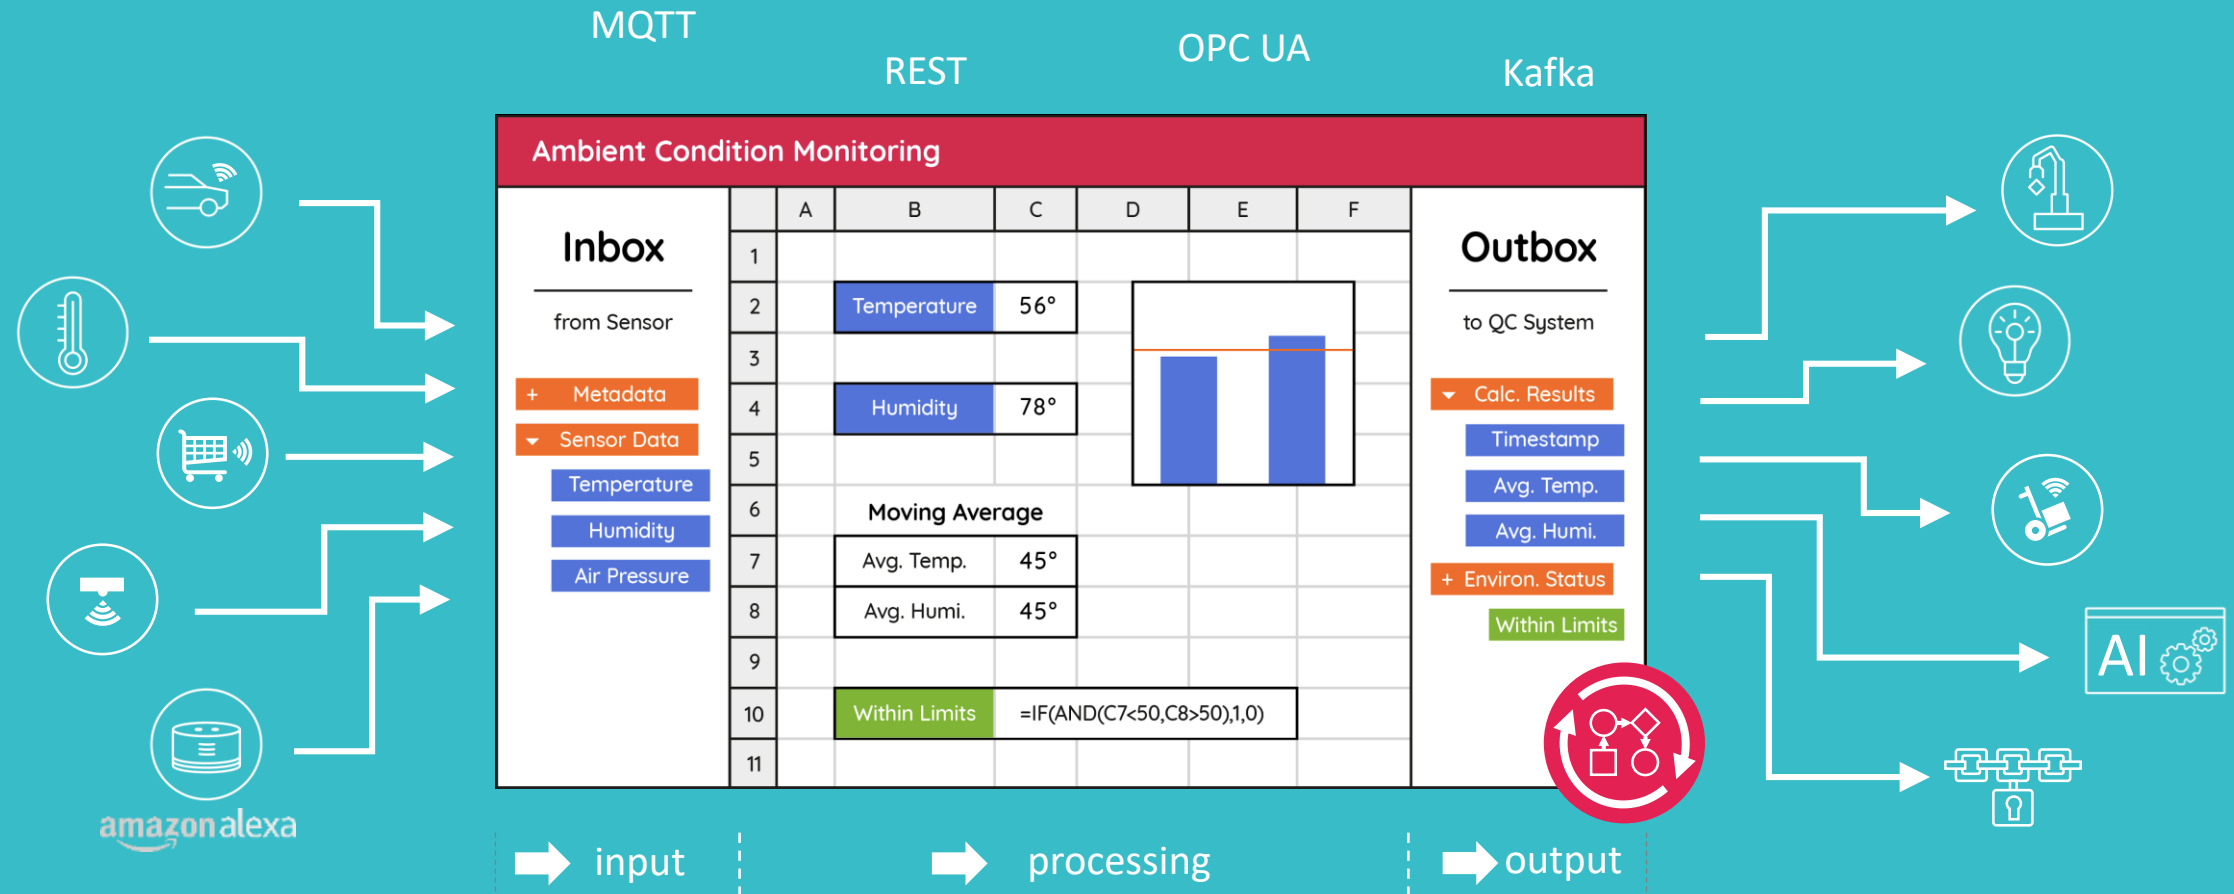 MQTT
REST
OPC UA
Kafka
Ambient Condition Monitoring
Inbox
from Sensor
+ Metadata
Sensor Data
Temperature
Humidity
Air Pressure
A B C D E F
1
2 Temperature 56°
3
4 Humidity 78°
5
6 Moving Average
7 Avg. Temp. 45°
8 Avg. Humi. 45°
9
10 Within Limits =IF(AND(C7<50,C8>50),1,0)
11
Outbox
to QC System
Calc. Results
Timestamp
Avg. Temp.
Avg. Humi.
+ Environ. Status
Within Limits
amazon alexa
AI
input
processing
output